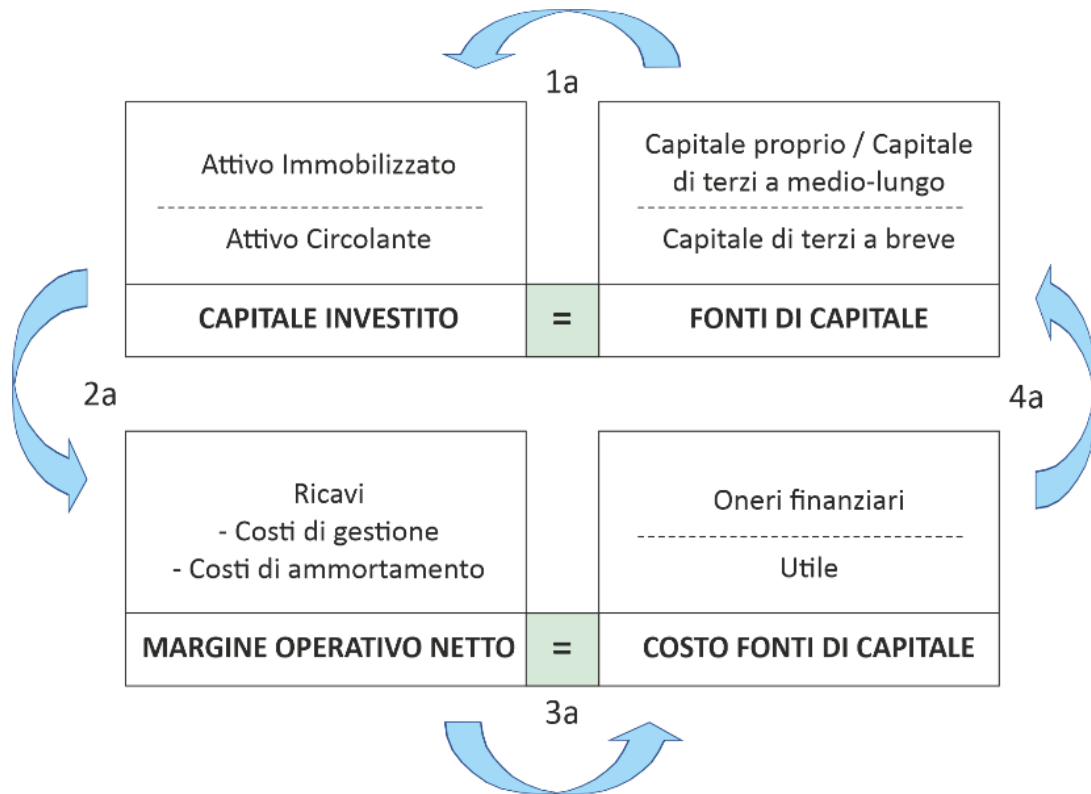 1a
Attivo Immobilizzato
Attivo Circolante
CAPITALE INVESTITO
=
Capitale proprio / Capitale
di terzi a medio-lungo
Capitale di terzi a breve
FONTI DI CAPITALE
2a
4a
Ricavi
- Costi di gestione
- Costi di ammortamento
MARGINE OPERATIVO NETTO
=
Oneri finanziari
Utile
COSTO FONTI DI CAPITALE
3a